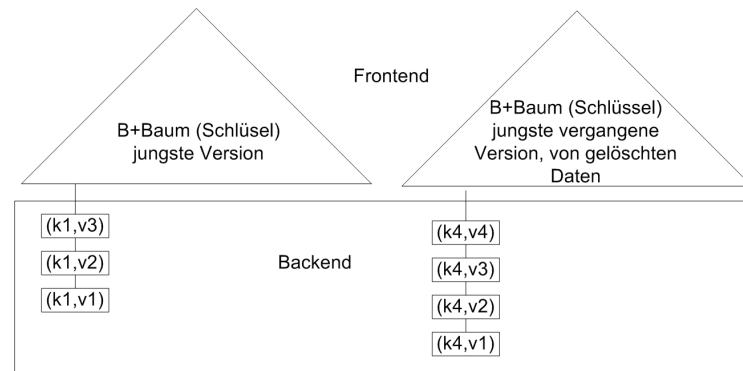 Frontend
B+Baum (Schlüsel)
jungste Version
B+Baum (Schlüssel)
jungste vergangene
Version, von gelöschten
Daten
(k1,v3)
(k1,v2)
(k1,v1)
Backend
(k4,v4)
(k4,v3)
(k4,v2)
(k4,v1)